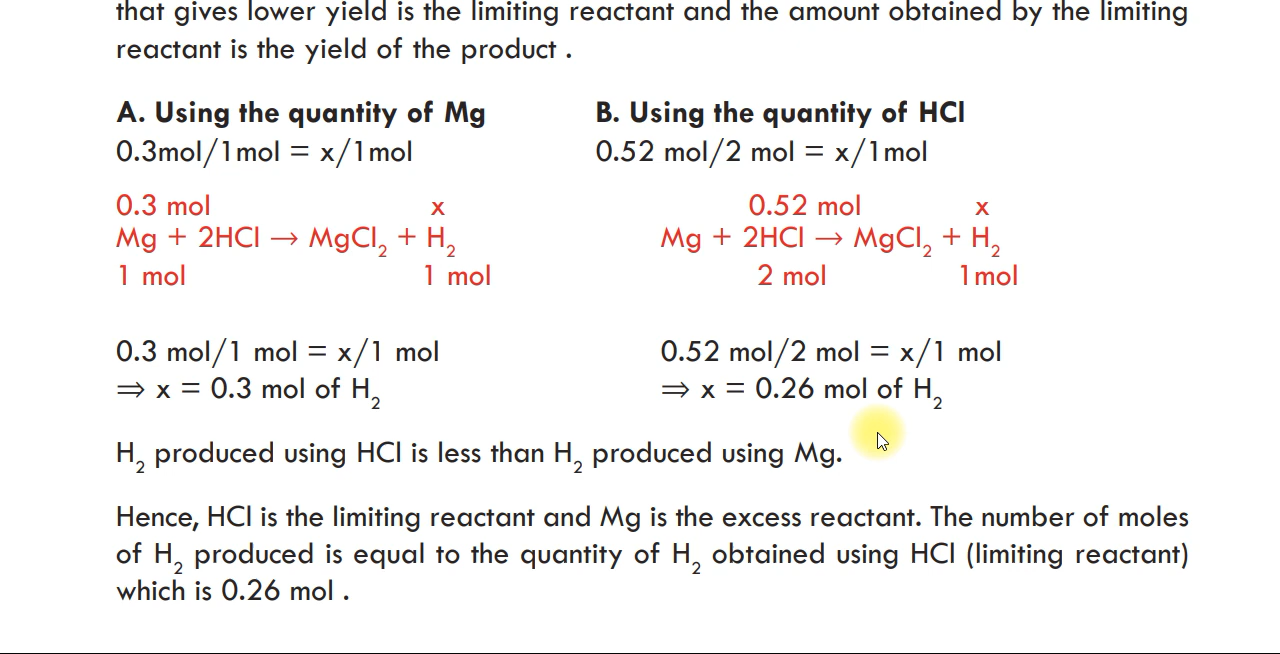 that gives lower yield is the limiting reactant and the amount obtained by the limiting
reactant is the yield of the product .
A. Using the quantity of Mg
0.3mol/1mol = x/1mol
0.3 mol x
Mg + 2HCl → MgCl₂ + H₂
1 mol 1 mol
0.3 mol/1 mol = x/1 mol
⇒ x = 0.3 mol of H₂
B. Using the quantity of HCl
0.52 mol/2 mol = x/1mol
0.52 mol x
Mg + 2HCl → MgCl₂ + H₂
2 mol 1mol
0.52 mol/2 mol = x/1 mol
⇒ x = 0.26 mol of H₂
H₂ produced using HCl is less than H₂ produced using Mg.
Hence, HCl is the limiting reactant and Mg is the excess reactant. The number of moles
of H₂ produced is equal to the quantity of H₂ obtained using HCl (limiting reactant)
which is 0.26 mol .